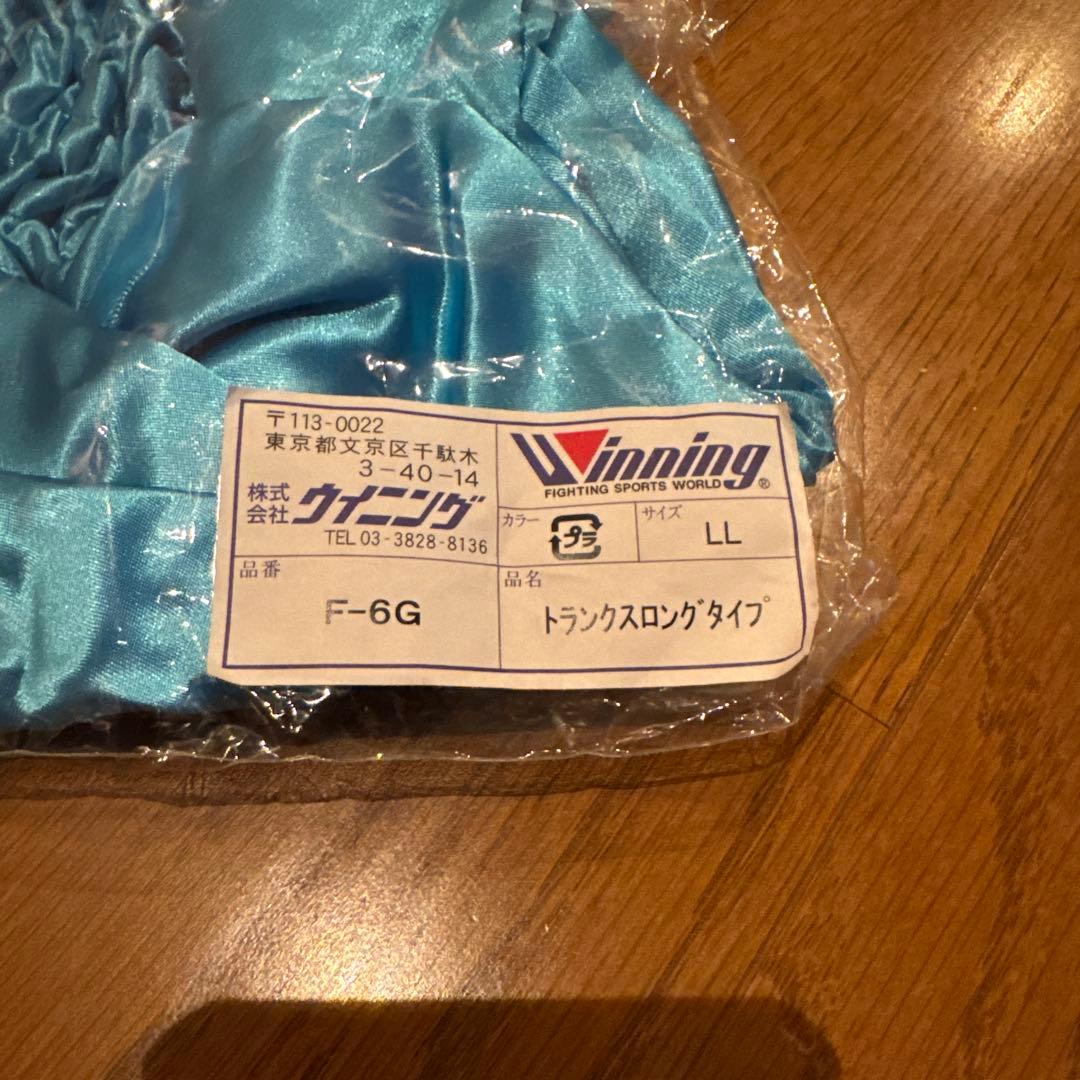 〒113-0022
東京都文京区千駄木
3-40-14
株式
会社
ウイニング
TEL 03-3828-8136
Winning®
FIGHTING SPORTS WORLD
カラー
プラ
サイズ
LL
品番
F-6G
品名
トランクスロングタイプ